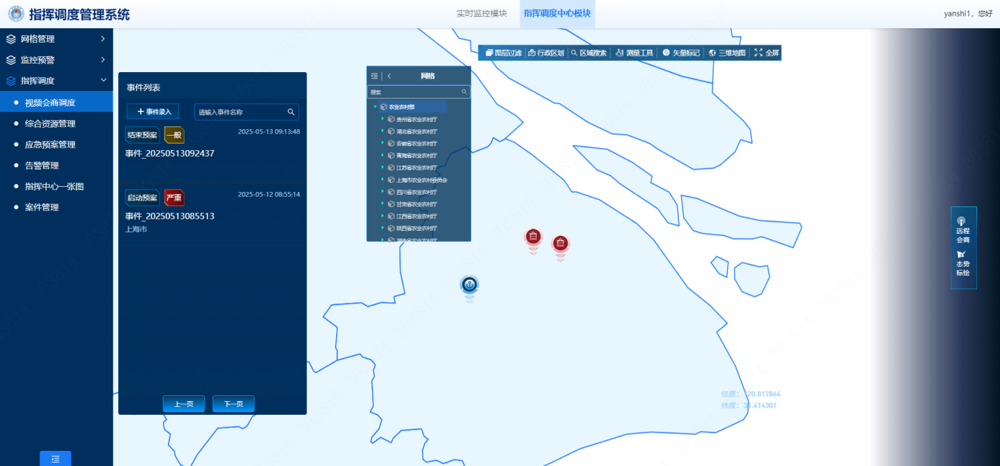 指挥调度管理系统
实时监控模块
指挥调度中心模块
yanshi1，您好
网格管理
监控预警
指挥调度
视频会商调度
综合资源管理
应急预案管理
告警管理
指挥中心一张图
案件管理
事件列表
事件录入
请输入事件名称
结束预案
一般
2025-05-13 09:13:48
事件_20250513092437
启动预案
严重
2025-05-12 08:55:14
事件_20250513085513
上海市
上一页
下一页
图层过滤
行政区划
区域搜索
测量工具
矢量标记
三维地图
全屏
网格
搜索
农业农村部
贵州省农业农村厅
湖北省农业农村厅
安徽省农业农村厅
青海省农业农村厅
江苏省农业农村厅
上海市农业农村委员会
四川省农业农村厅
甘肃省农业农村厅
江西省农业农村厅
陕西省农业农村厅
湖南省农业农村厅
远程
会商
态势
标绘
经度：120.817864
纬度：31.414301